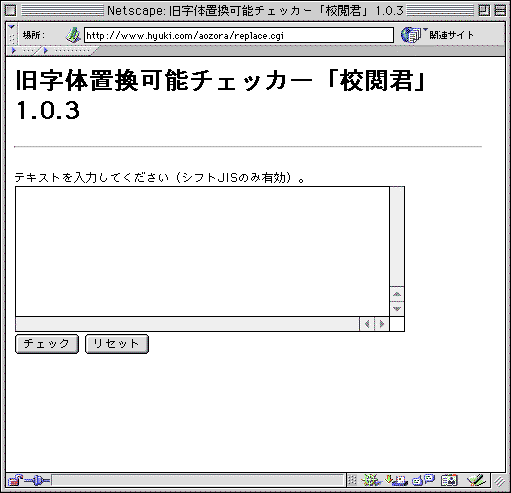 Netscape: 旧字体置換可能チェッカー「校閲君」 1.0.3
場所: http://www.hyuki.com/aozora/replace.cgi 関連サイト
旧字体置換可能チェッカー「校閲君」
1.0.3
テキストを入力してください（シフトJISのみ有効）。
チェック リセット